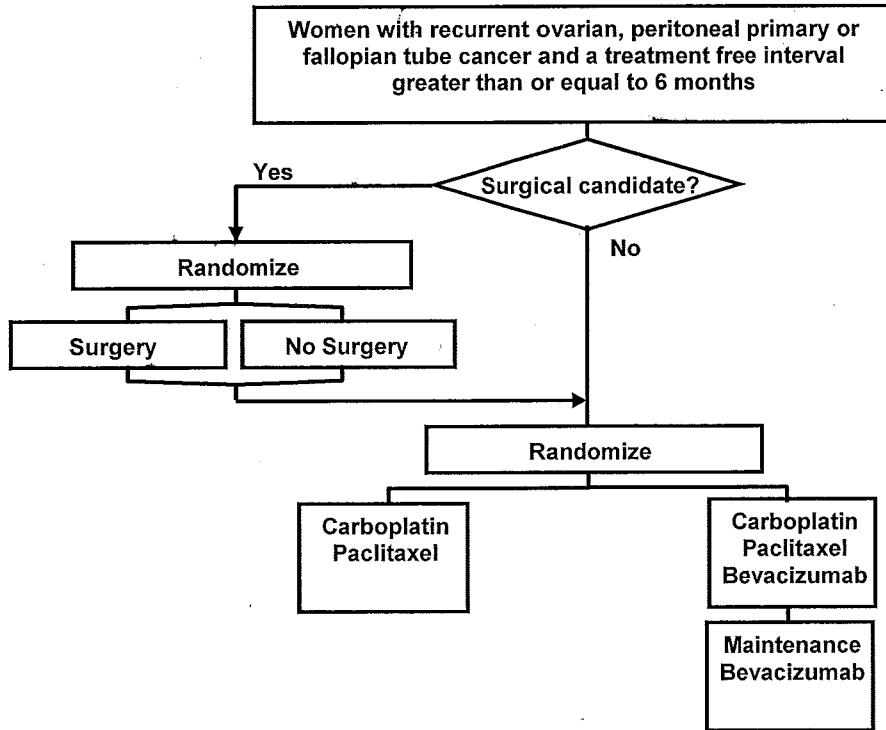 Women with recurrent ovarian, peritoneal primary or
fallopian tube cancer and a treatment free interval
greater than or equal to 6 months
Surgical candidate?
Yes
No
Randomize
Surgery
No Surgery
Randomize
Carboplatin
Paclitaxel
Carboplatin
Paclitaxel
Bevacizumab
Maintenance
Bevacizumab